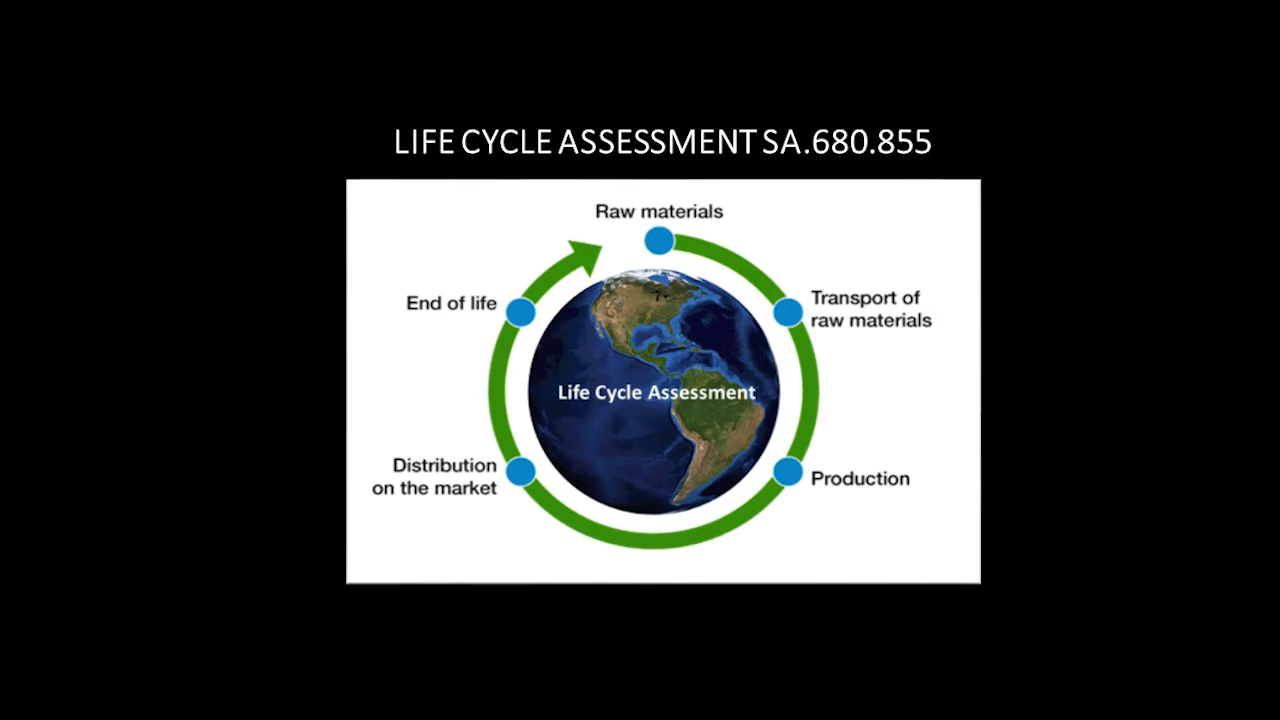 LIFE CYCLE ASSESSMENT SA.680.855
Raw materials
Transport of
raw materials
End of life
Life Cycle Assessment
Distribution
on the market
Production